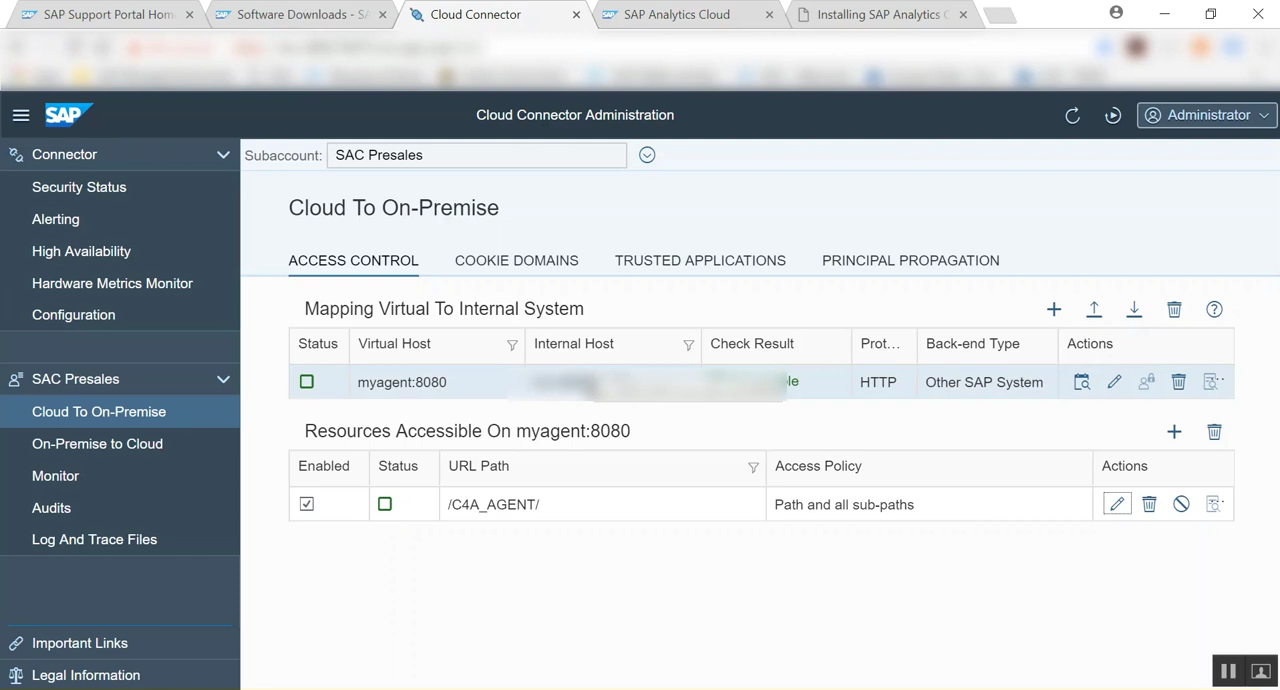 SAP Support Portal Hom
Software Downloads - SA
Cloud Connector
SAP Analytics Cloud
Installing SAP Analytics C
SAP
Cloud Connector Administration
Administrator
Connector
Security Status
Alerting
High Availability
Hardware Metrics Monitor
Configuration
SAC Presales
Cloud To On-Premise
On-Premise to Cloud
Monitor
Audits
Log And Trace Files
Important Links
Legal Information
Subaccount: SAC Presales
Cloud To On-Premise
ACCESS CONTROL COOKIE DOMAINS TRUSTED APPLICATIONS PRINCIPAL PROPAGATION
Mapping Virtual To Internal System
Status Virtual Host Internal Host Check Result Prot... Back-end Type Actions
myagent:8080 le HTTP Other SAP System
Resources Accessible On myagent:8080
Enabled Status URL Path Access Policy Actions
/C4A_AGENT/ Path and all sub-paths